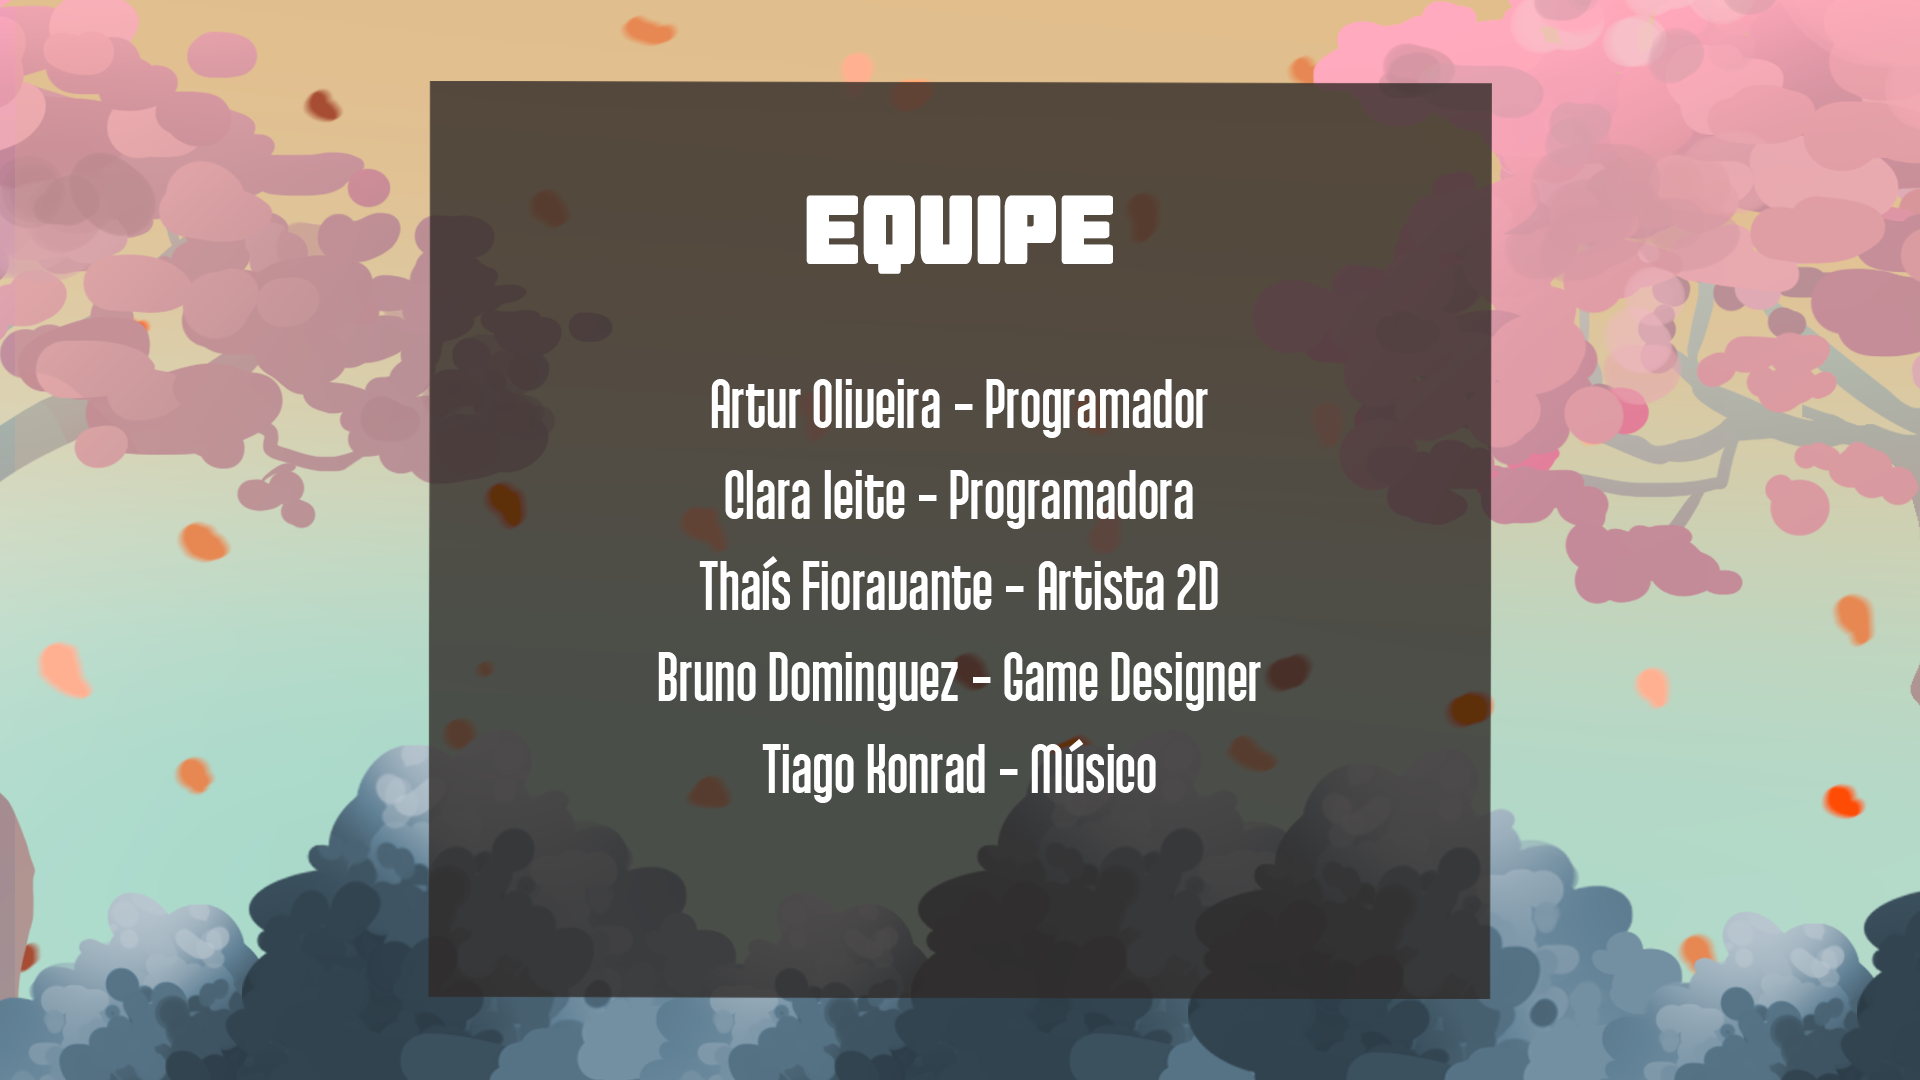 EQUIPE
Artur Oliveira - Programador
Clara leite - Programadora
Thaís Fioravante - Artista 2D
Bruno Dominguez - Game Designer
Tiago Konrad - Músico